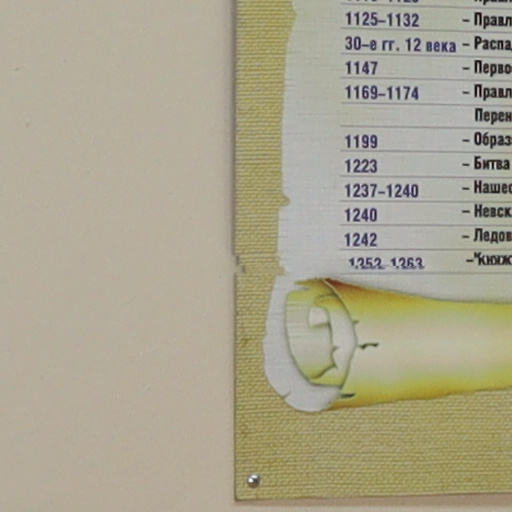 1125–1132 – Правл
30–е гг. 12 века – Распа
1147 – Перво
1169–1174 – Правл
Перен
1199 – Образ
1223 – Битва
1237–1240 – Нашес
1240 – Невск
1242 – Ледов
1252–1263 – Княж